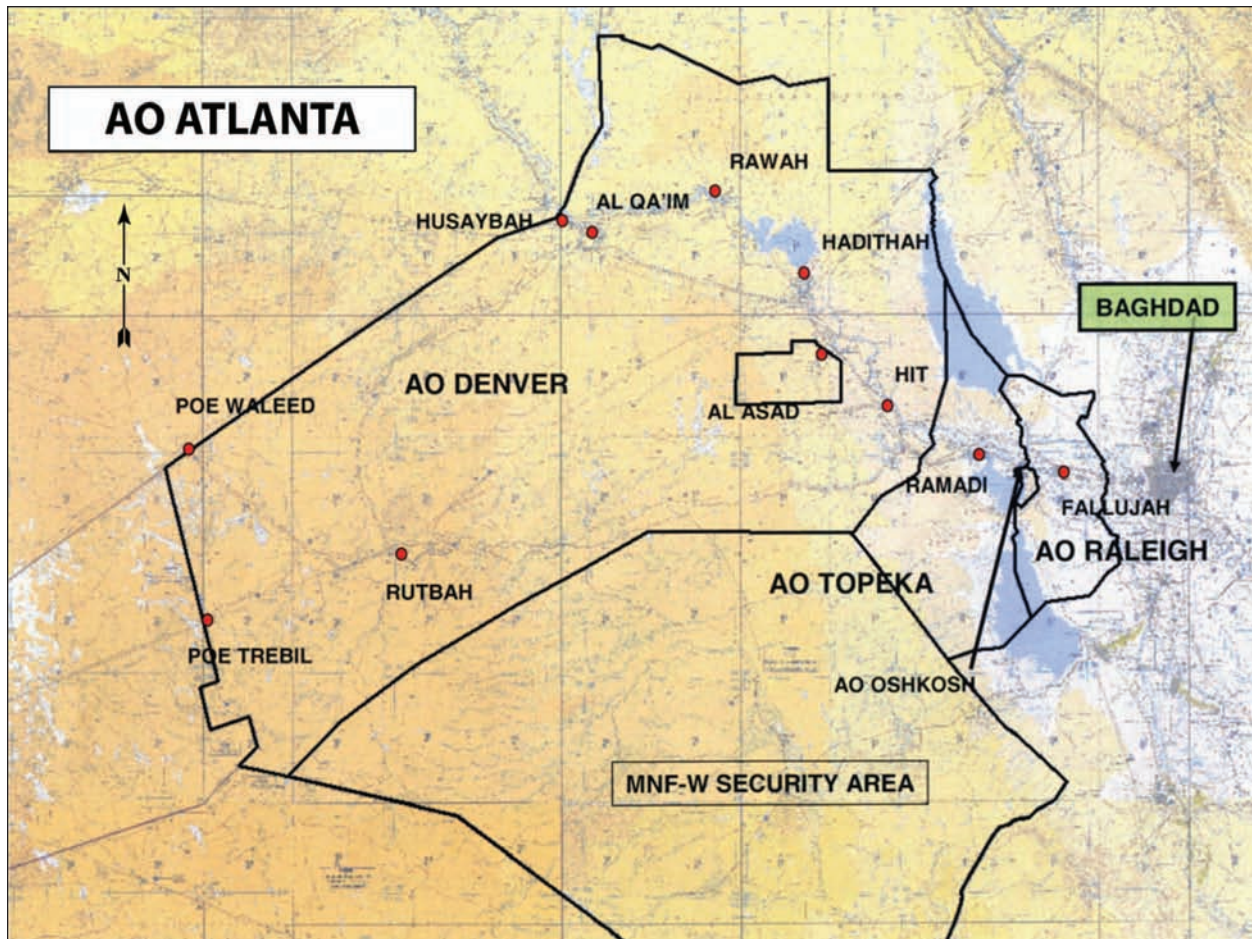 AO ATLANTA
N
RAWAH
AL QA'IM
HUSAYBAH
HADITHAH
BAGHDAD
AO DENVER
HIT
POE WALEED
AL ASAD
RAMADI
FALLUJAH
AO RALEIGH
AO TOPEKA
RUTBAH
POE TREBIL
AO OSHKOSH
MNF-W SECURITY AREA